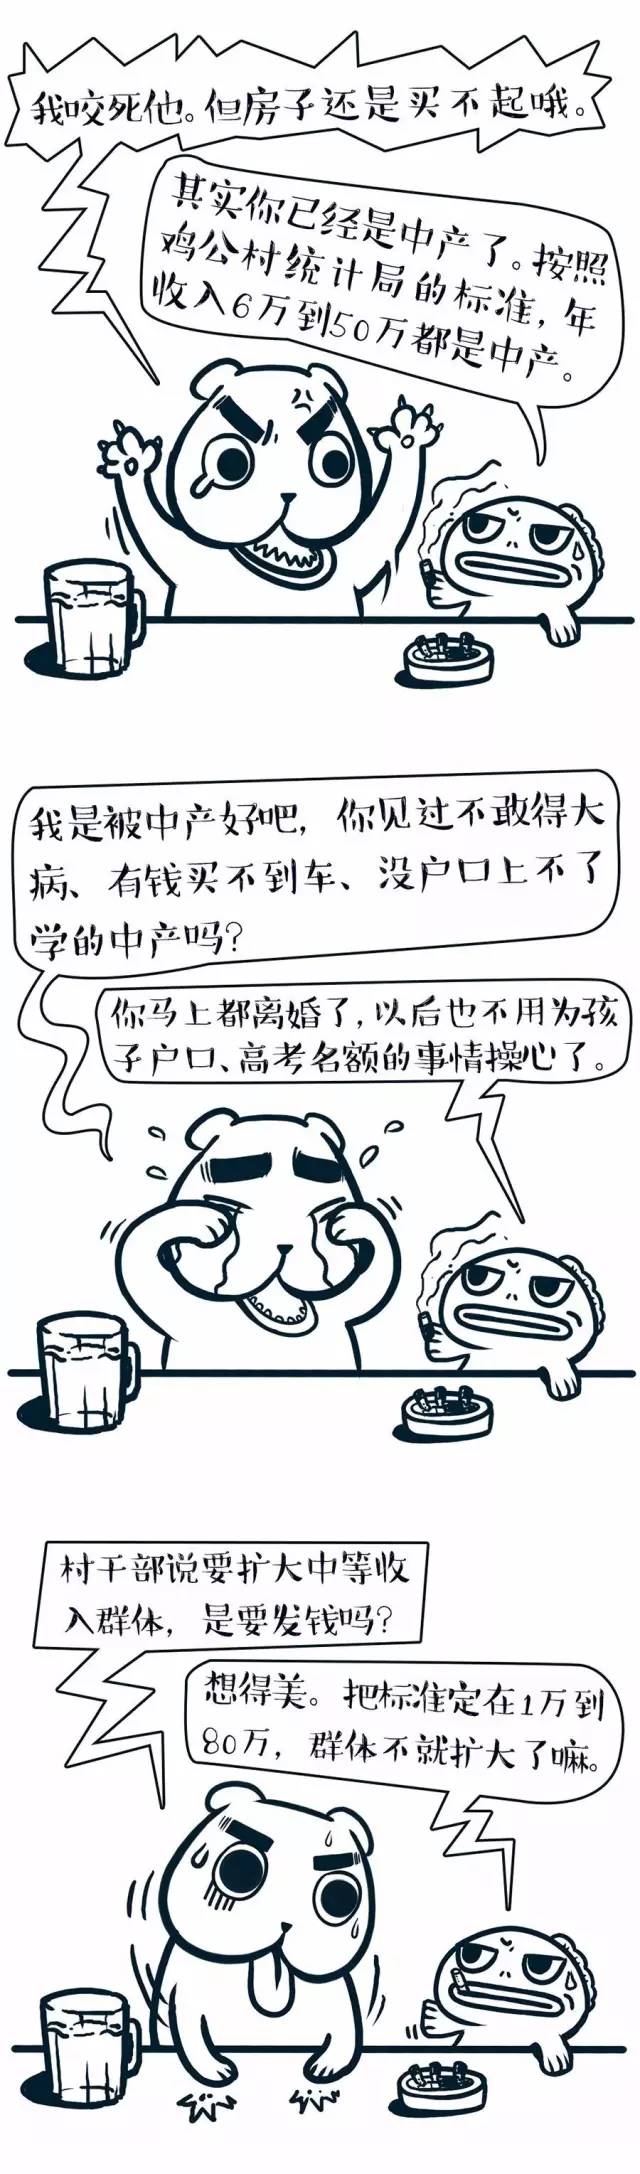 我咬死他。但房子还是买不起哦。
其实你已经是中产了。按照
鸡公村统计局的标准，年
收入6万到50万都是中产。
我是被中产好吧，你见过不敢得大
病、有钱买不到车、没户口上不了
学的中产吗？
你马上都离婚了，以后也不用为孩
子户口、高考名额的事情操心了。
村干部说要扩大中等收
入群体，是要发钱吗？
想得美。把标准定在1万到
80万，群体不就扩大了嘛。